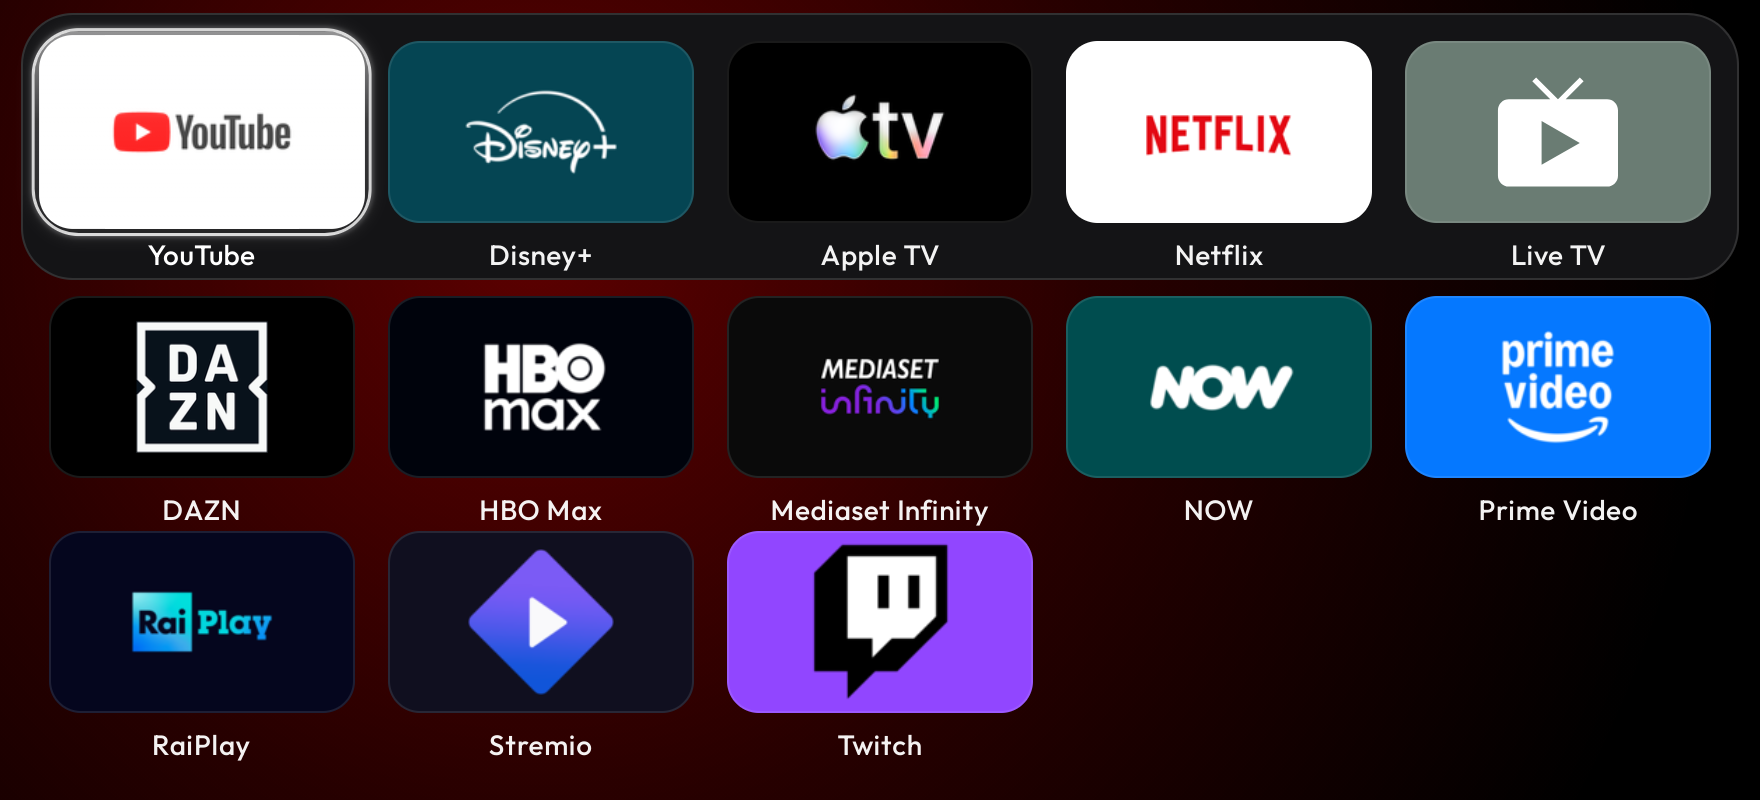 YouTube
Disney+
tv
NETFLIX
YouTube
Disney+
Apple TV
Netflix
Live TV
DA
ZN
HBO
max
MEDIASET
infinity
NOW
prime
video
DAZN
HBO Max
Mediaset Infinity
NOW
Prime Video
Rai Play
RaiPlay
Stremio
Twitch